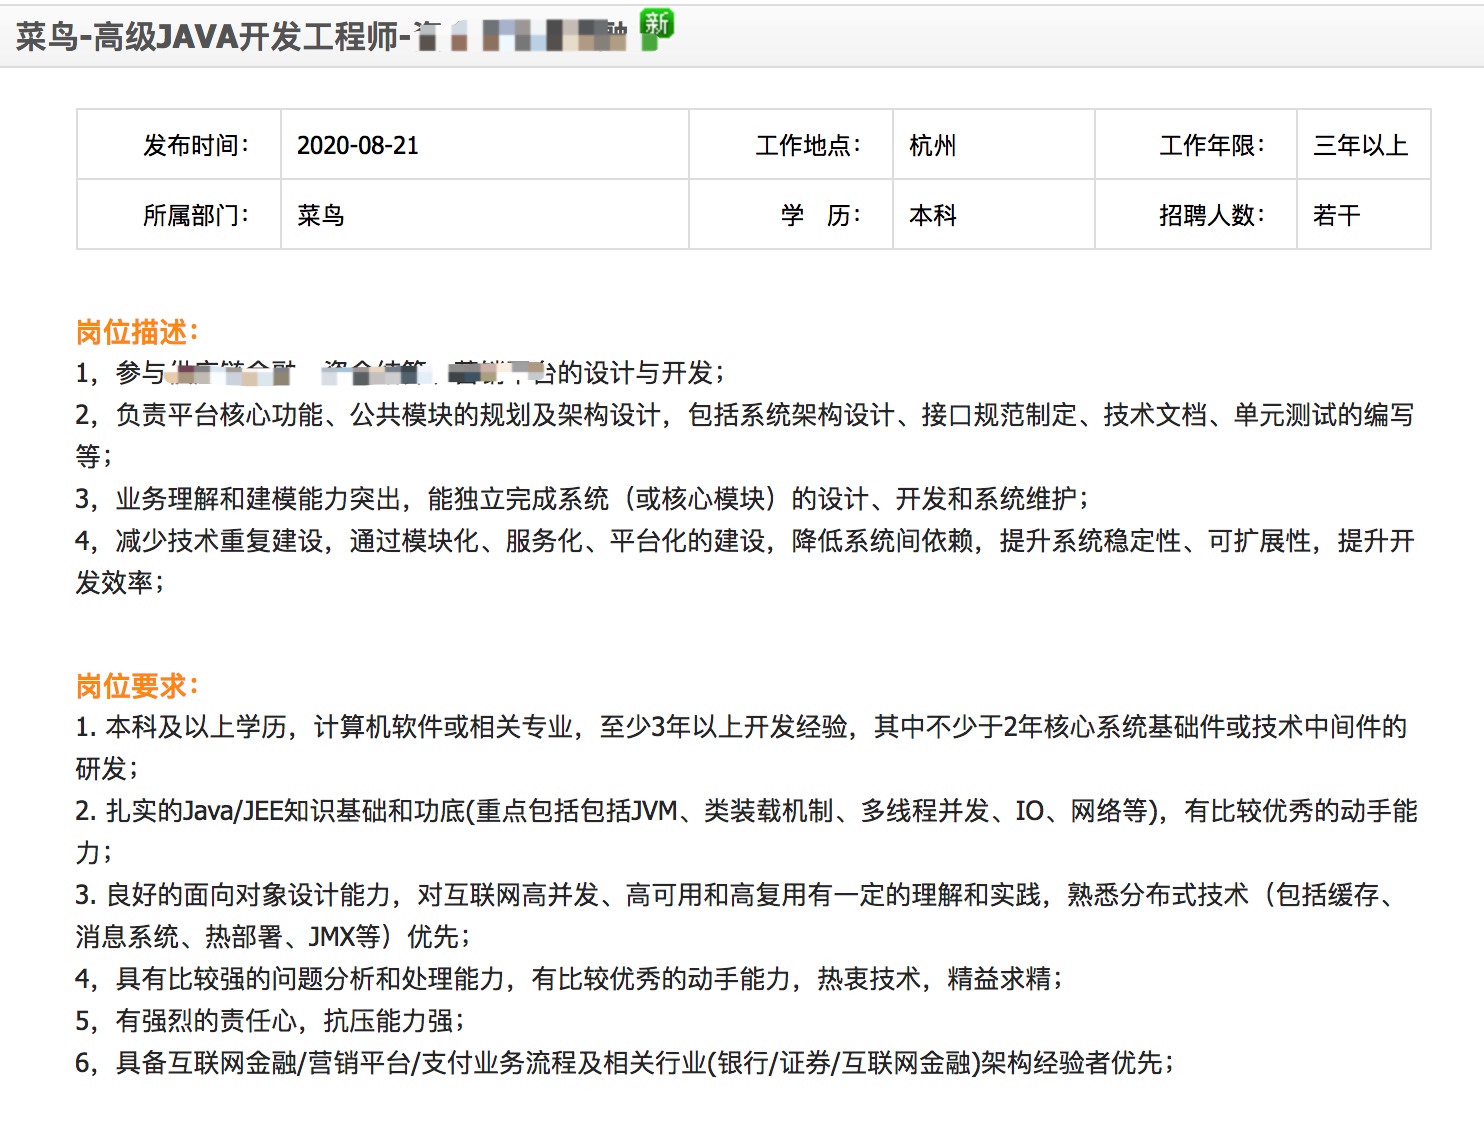 菜鸟-高级JAVA开发工程师-
新
发布时间： 2020-08-21 工作地点： 杭州 工作年限： 三年以上
所属部门： 菜鸟 学 历： 本科 招聘人数： 若干
岗位描述：
1，参与 台的设计与开发；
2，负责平台核心功能、公共模块的规划及架构设计，包括系统架构设计、接口规范制定、技术文档、单元测试的编写
等；
3，业务理解和建模能力突出，能独立完成系统（或核心模块）的设计、开发和系统维护；
4，减少技术重复建设，通过模块化、服务化、平台化的建设，降低系统间依赖，提升系统稳定性、可扩展性，提升开
发效率；
岗位要求：
1. 本科及以上学历，计算机软件或相关专业，至少3年以上开发经验，其中不少于2年核心系统基础件或技术中间件的
研发；
2. 扎实的Java/JEE知识基础和功底(重点包括包括JVM、类装载机制、多线程并发、IO、网络等)，有比较优秀的动手能
力；
3. 良好的面向对象设计能力，对互联网高并发、高可用和高复用有一定的理解和实践，熟悉分布式技术（包括缓存、
消息系统、热部署、JMX等）优先；
4，具有比较强的问题分析和处理能力，有比较优秀的动手能力，热衷技术，精益求精；
5，有强烈的责任心，抗压能力强；
6，具备互联网金融/营销平台/支付业务流程及相关行业(银行/证券/互联网金融)架构经验者优先；